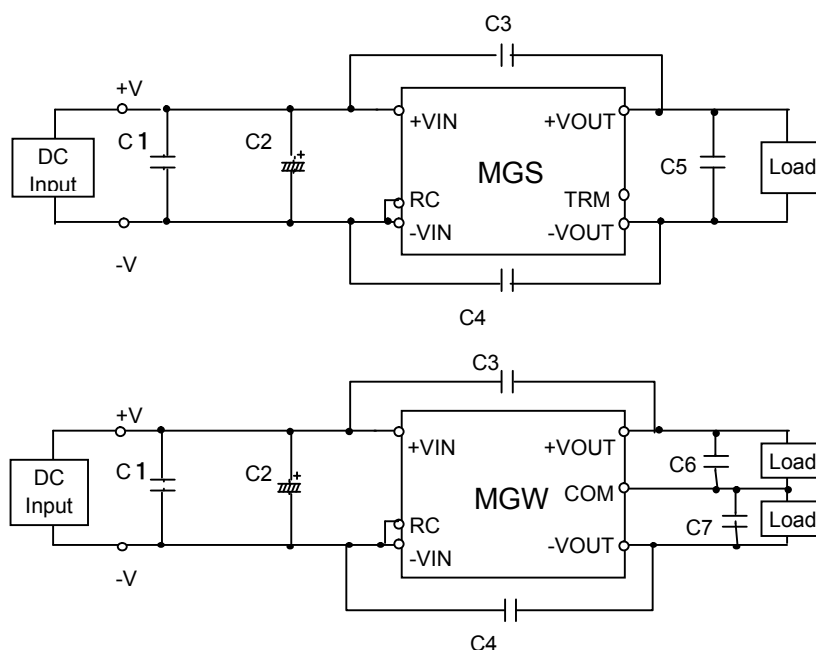 C3
+V
+VIN
+VOUT
C1
C2
+
C5
DC
Input
MGS
Load
RC
TRM
-VIN
-VOUT
-V
C4
C3
+V
+VIN
+VOUT
C1
C2
+
C6
Load
DC
Input
MGW
COM
C7
Load
RC
-VIN
-VOUT
-V
C4